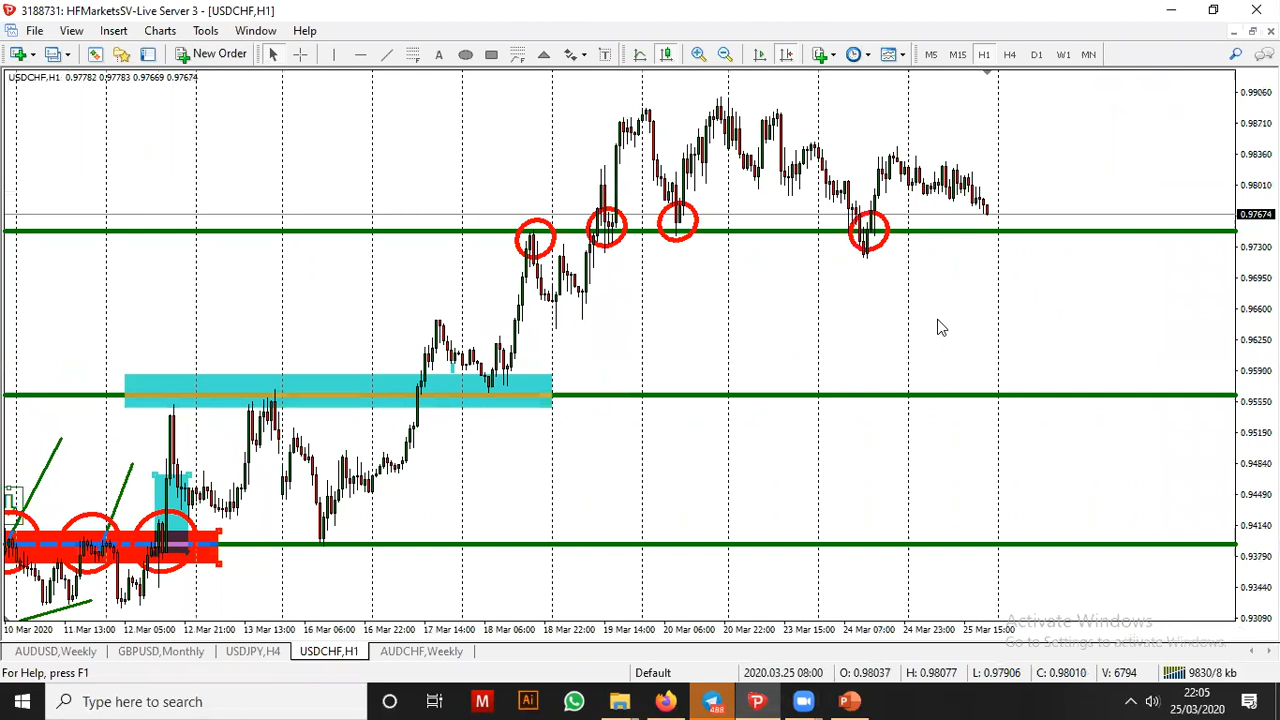 3188731: HFMarketsSV-Live Server 3 - [USDCHF,H1]
File View Insert Charts Tools Window Help
New Order
M5 M15 M30 H1 H4 D1 W1 MN
USDCHF,H1 0.97782 0.97783 0.97669 0.97674
0.99060
0.98710
0.98360
0.98010
0.97674
0.97300
0.96950
0.96600
0.96250
0.95900
0.95550
0.95190
0.94840
0.94490
0.94140
0.93290
0.93440
0.93090
10 Mar 2020 11 Mar 13:00 12 Mar 05:00 12 Mar 21:00 13 Mar 13:00 16 Mar 06:00 16 Mar 22:00 17 Mar 14:00 18 Mar 06:00 18 Mar 22:00 19 Mar 14:00 20 Mar 06:00 20 Mar 22:00 23 Mar 15:00 24 Mar 07:00 24 Mar 23:00 25 Mar 15:00
Activate Windows
Go to Settings to activate Windows.
AUDUSD,Weekly GBPUSD,Monthly USDJPY,H4 USDCHF,H1 AUDCHF,Weekly
For Help, press F1 Default 2020.03.25 08:00 O: 0.98037 H: 0.98077 L: 0.97906 C: 0.98010 V: 6794 9830/8 kb
Type here to search
488
22:05
25/03/2020